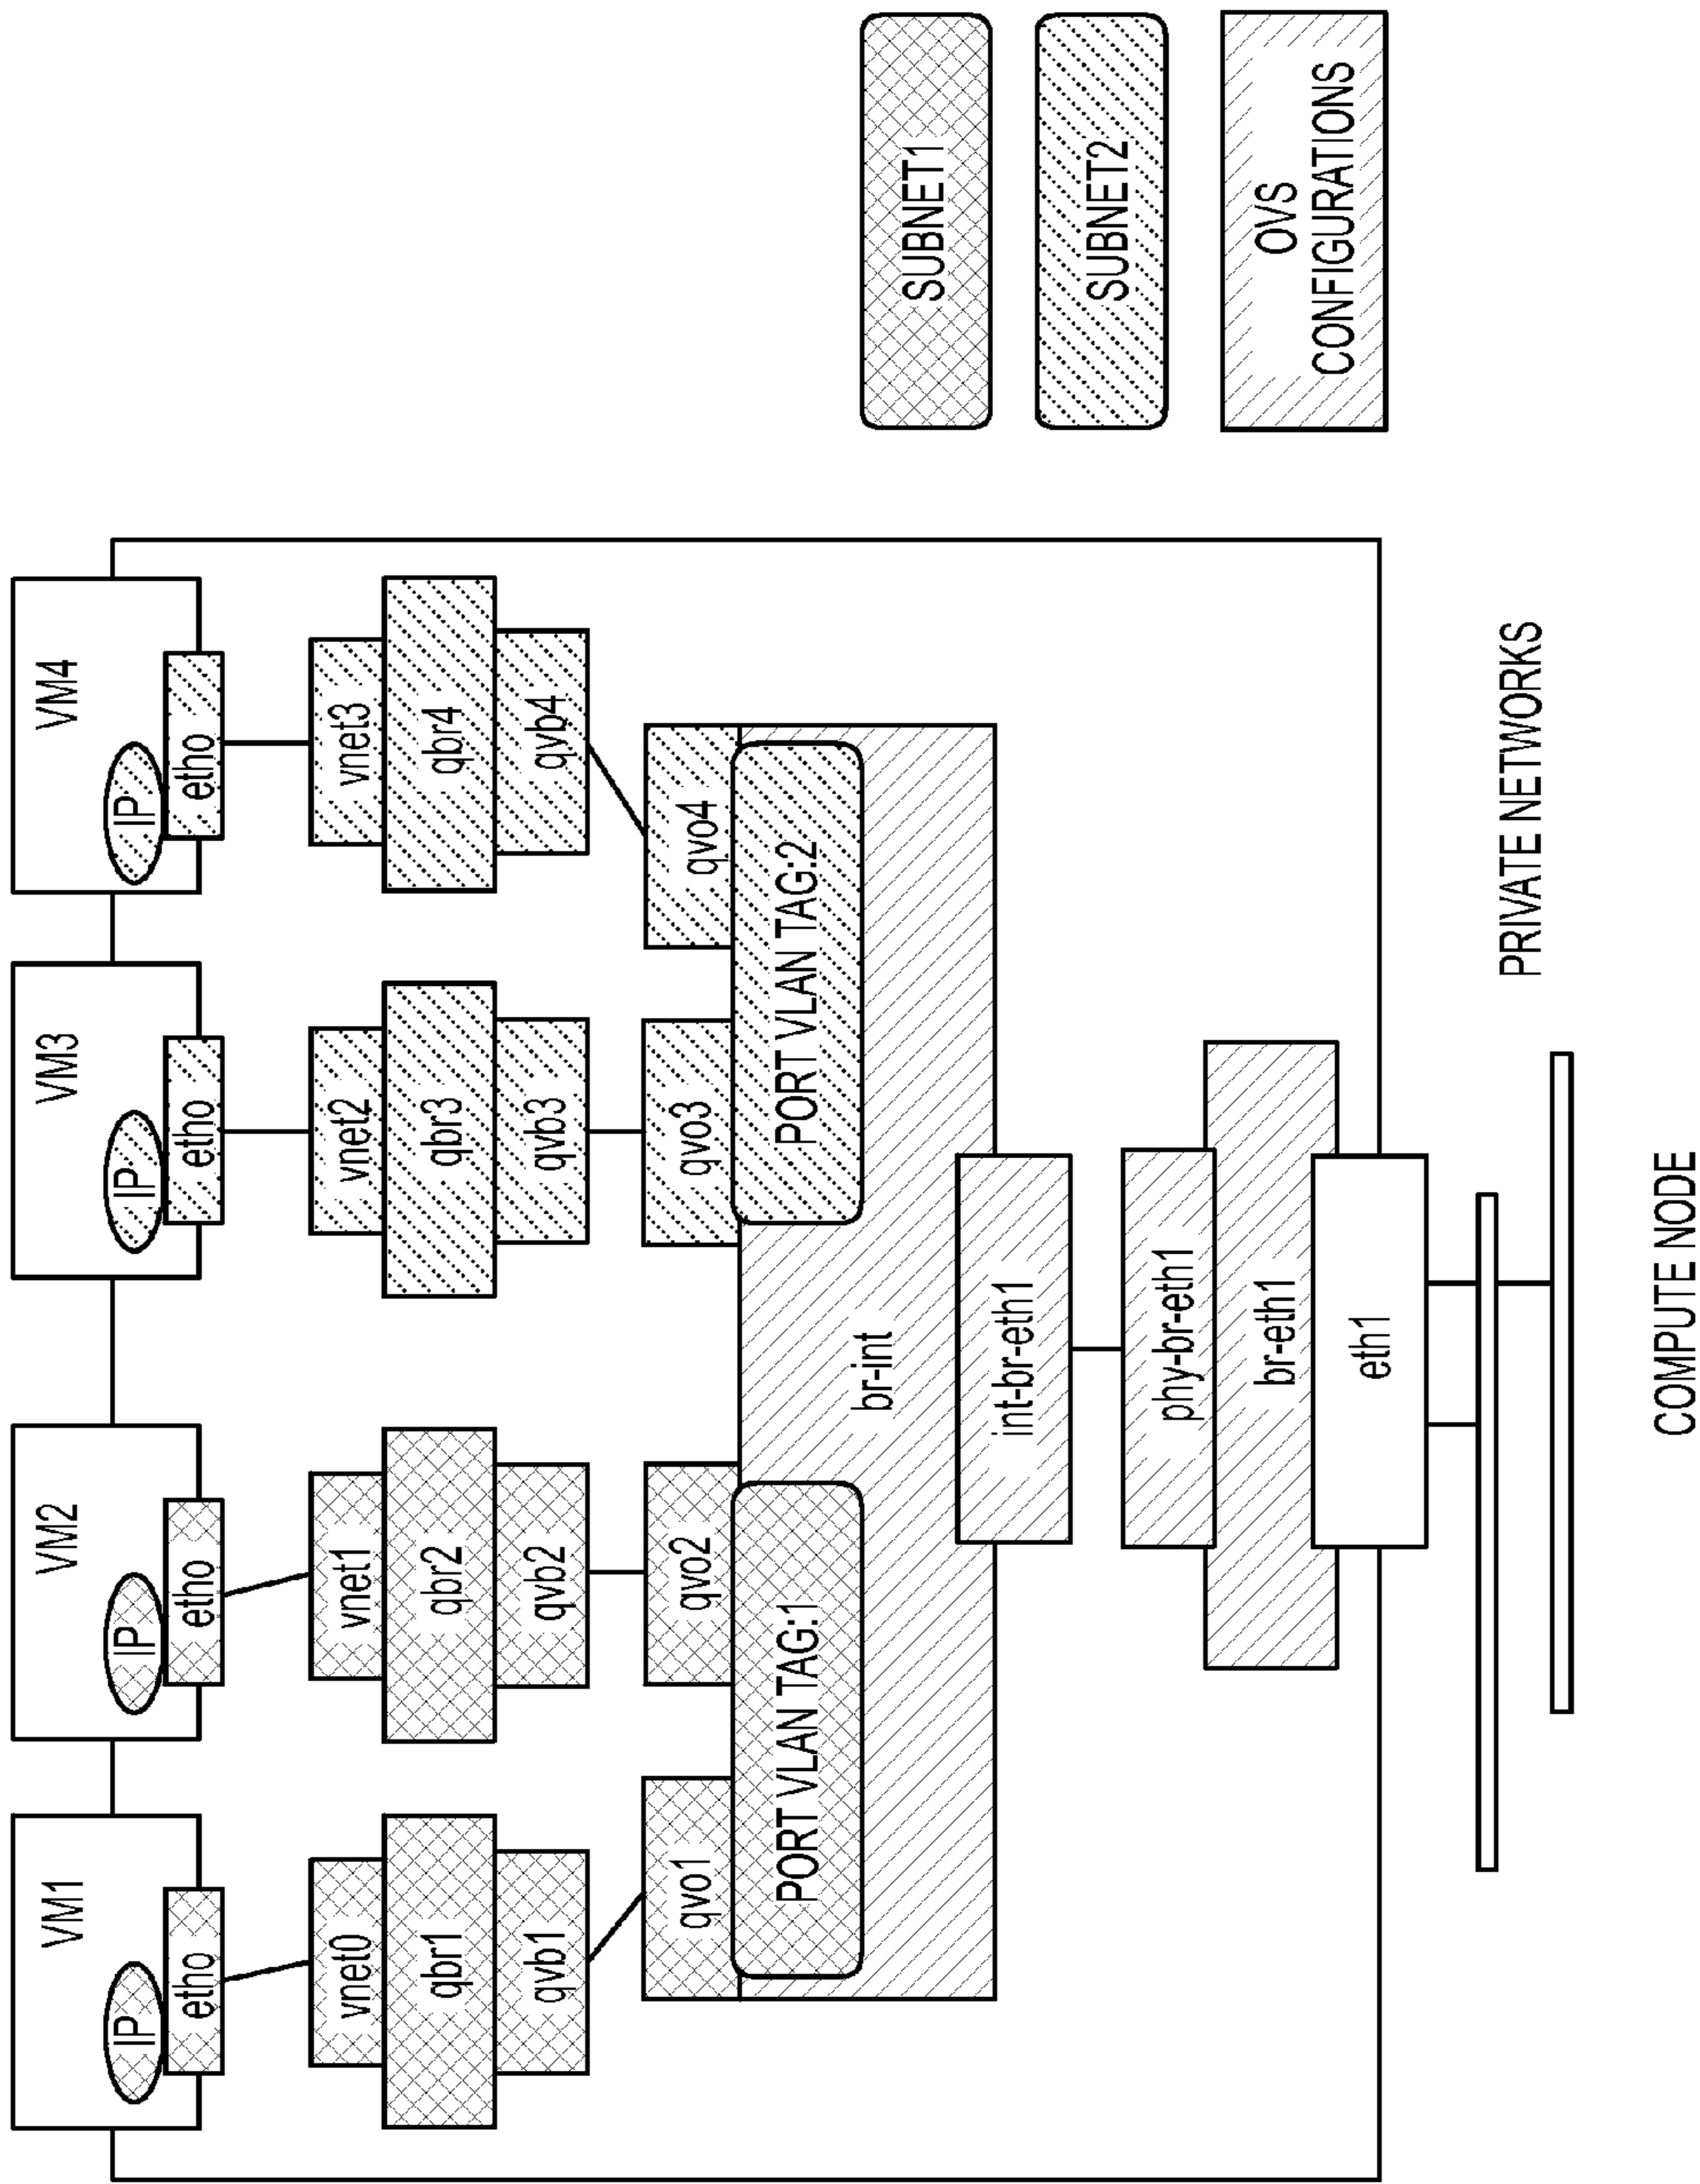 VM1
VM2
VM3
VM4
IP
IP
IP
IP
etho
etho
etho
etho
vnet0
vnet1
vnet2
vnet3
qbr1
qbr2
qbr3
qbr4
qvb1
qvb2
qvb3
qvb4
qvo1
qvo2
qvo3
qvo4
PORT VLAN TAG:1
PORT VLAN TAG:2
br-int
int-br-eth1
phy-br-eth1
br-eth1
eth1
PRIVATE NETWORKS
COMPUTE NODE
SUBNET1
SUBNET2
OVS
CONFIGURATIONS